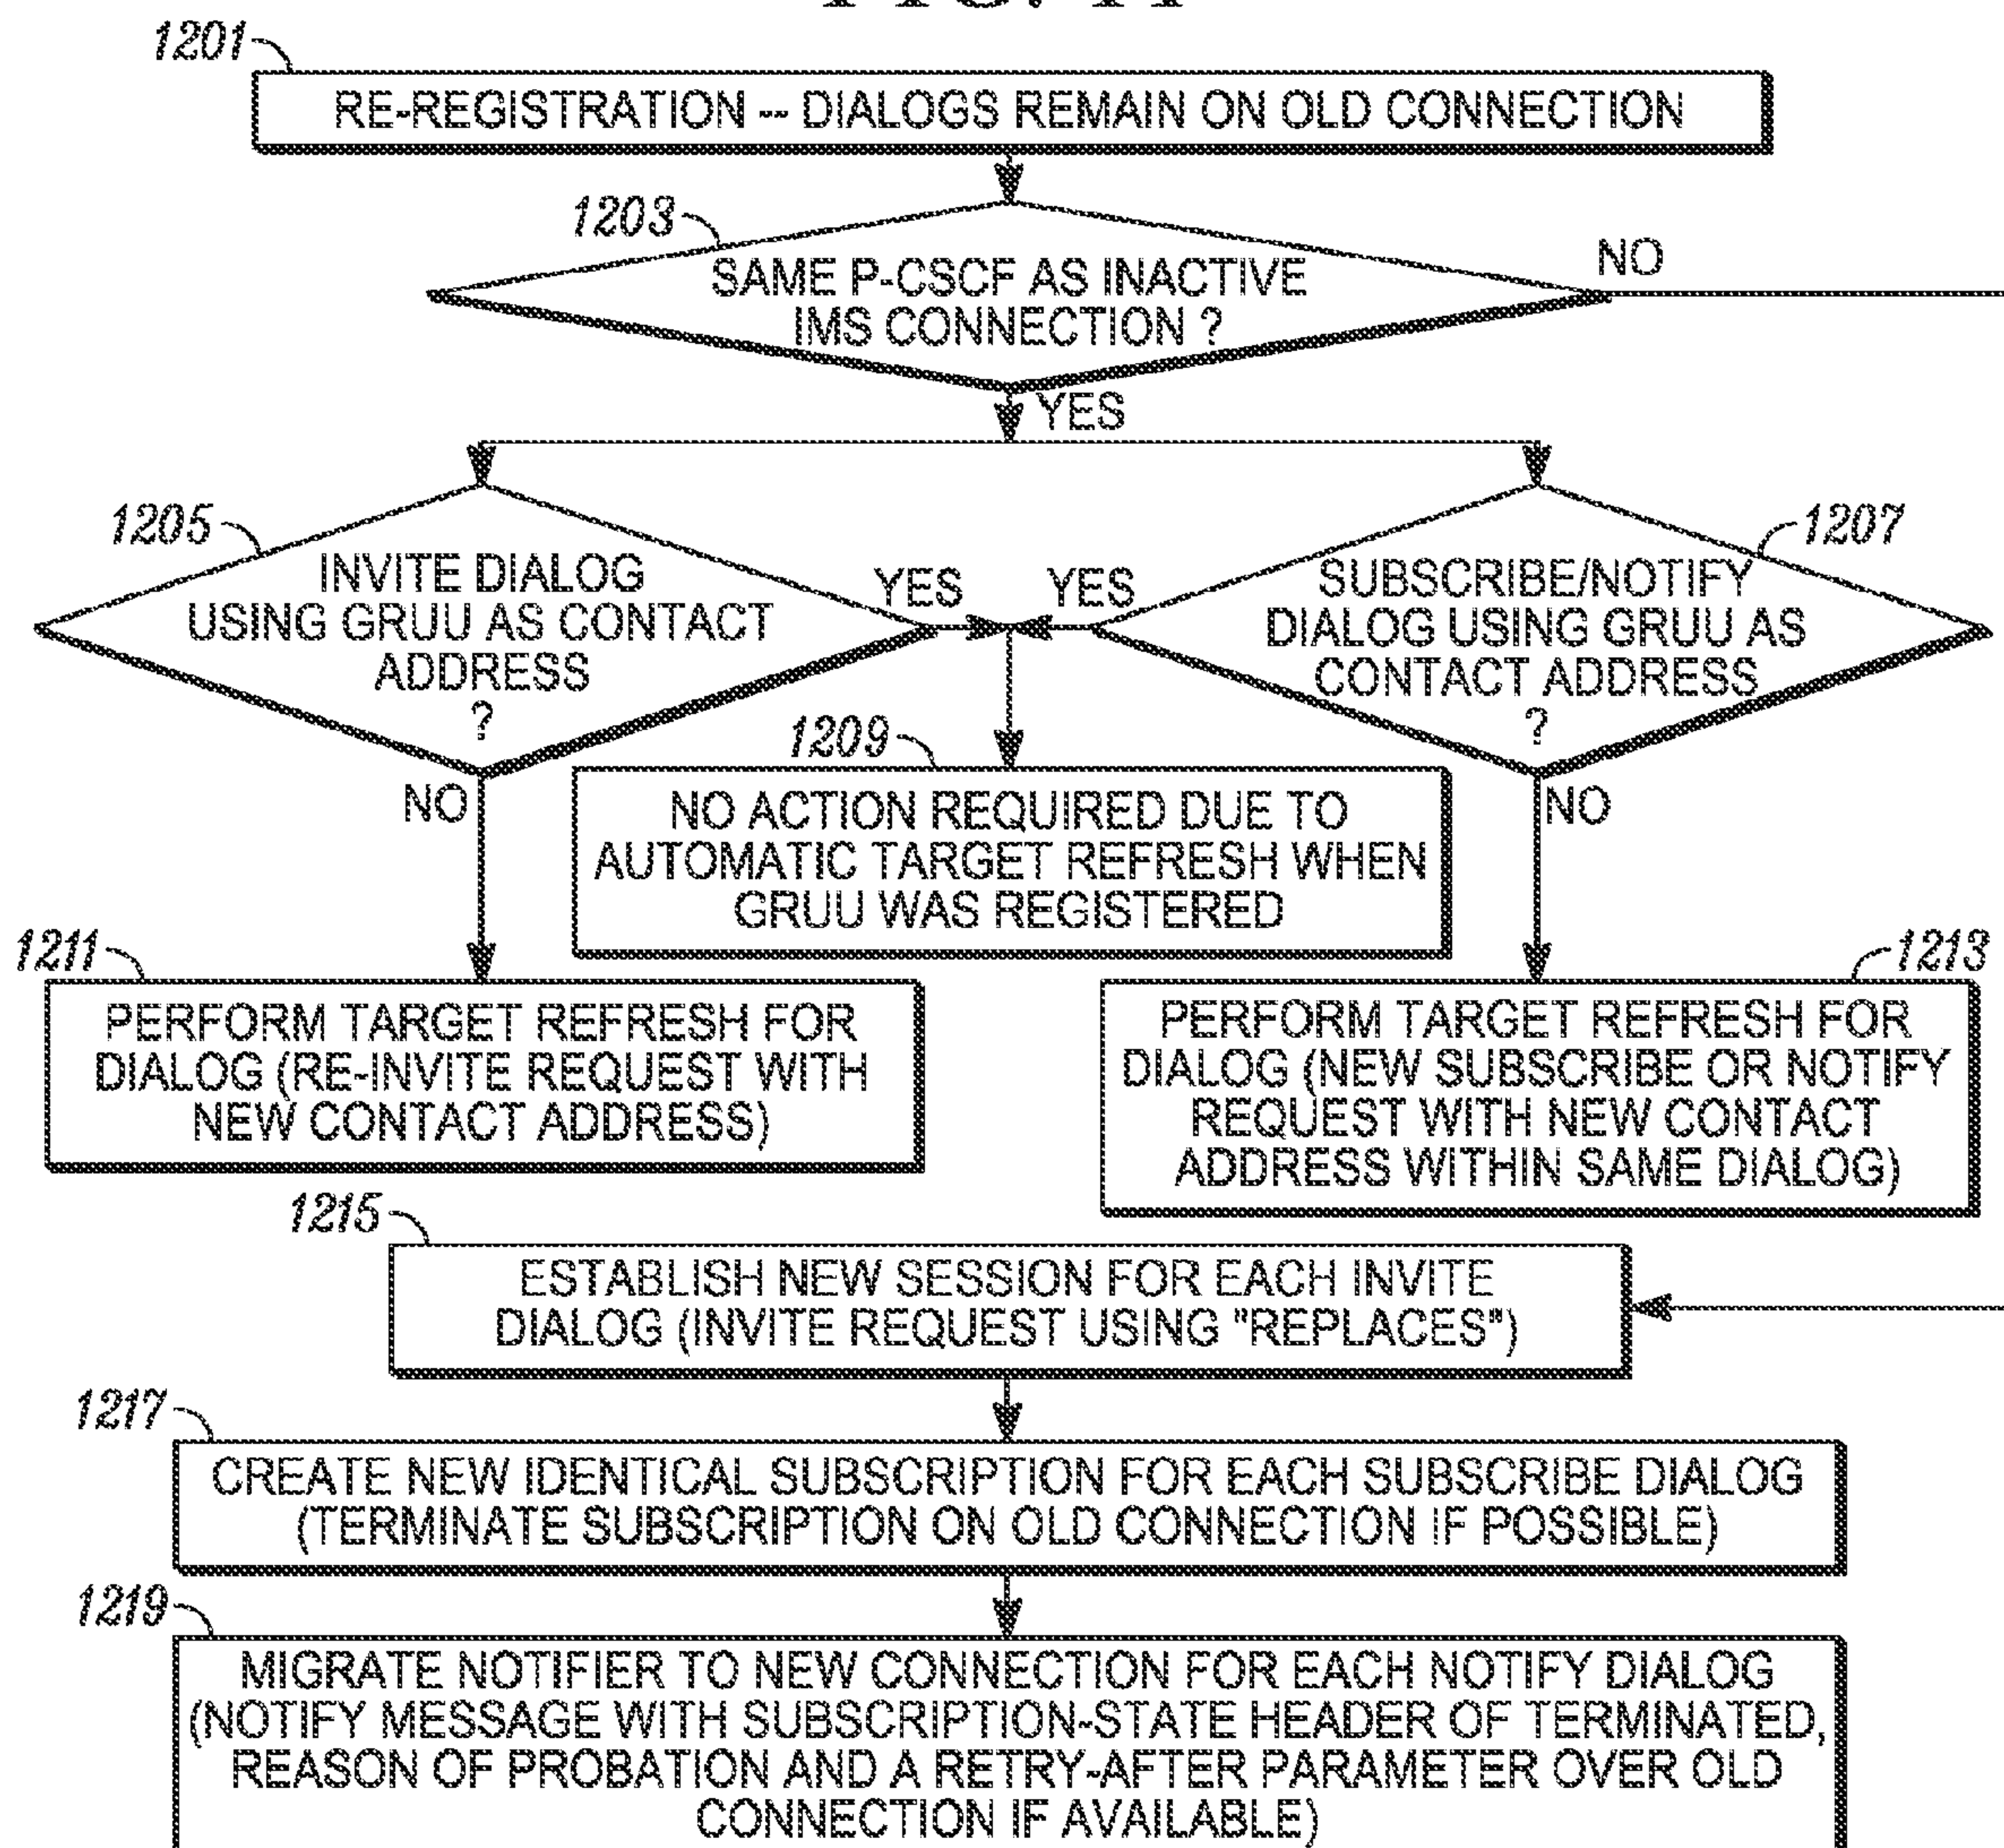 1201
RE-REGISTRATION -- DIALOGS REMAIN ON OLD CONNECTION
1203
SAME P-CSCF AS INACTIVE
IMS CONNECTION ?
NO
YES
1205
INVITE DIALOG
USING GRUU AS CONTACT
ADDRESS
?
YES
YES
1207
SUBSCRIBE/NOTIFY
DIALOG USING GRUU AS
CONTACT ADDRESS
?
NO
1209
NO ACTION REQUIRED DUE TO
AUTOMATIC TARGET REFRESH WHEN
GRUU WAS REGISTERED
NO
1211
PERFORM TARGET REFRESH FOR
DIALOG (RE-INVITE REQUEST WITH
NEW CONTACT ADDRESS)
1213
PERFORM TARGET REFRESH FOR
DIALOG (NEW SUBSCRIBE OR NOTIFY
REQUEST WITH NEW CONTACT
ADDRESS WITHIN SAME DIALOG)
1215
ESTABLISH NEW SESSION FOR EACH INVITE
DIALOG (INVITE REQUEST USING "REPLACES")
1217
CREATE NEW IDENTICAL SUBSCRIPTION FOR EACH SUBSCRIBE DIALOG
(TERMINATE SUBSCRIPTION ON OLD CONNECTION IF POSSIBLE)
1219
MIGRATE NOTIFIER TO NEW CONNECTION FOR EACH NOTIFY DIALOG
(NOTIFY MESSAGE WITH SUBSCRIPTION-STATE HEADER OF TERMINATED,
REASON OF PROBATION AND A RETRY-AFTER PARAMETER OVER OLD
CONNECTION IF AVAILABLE)